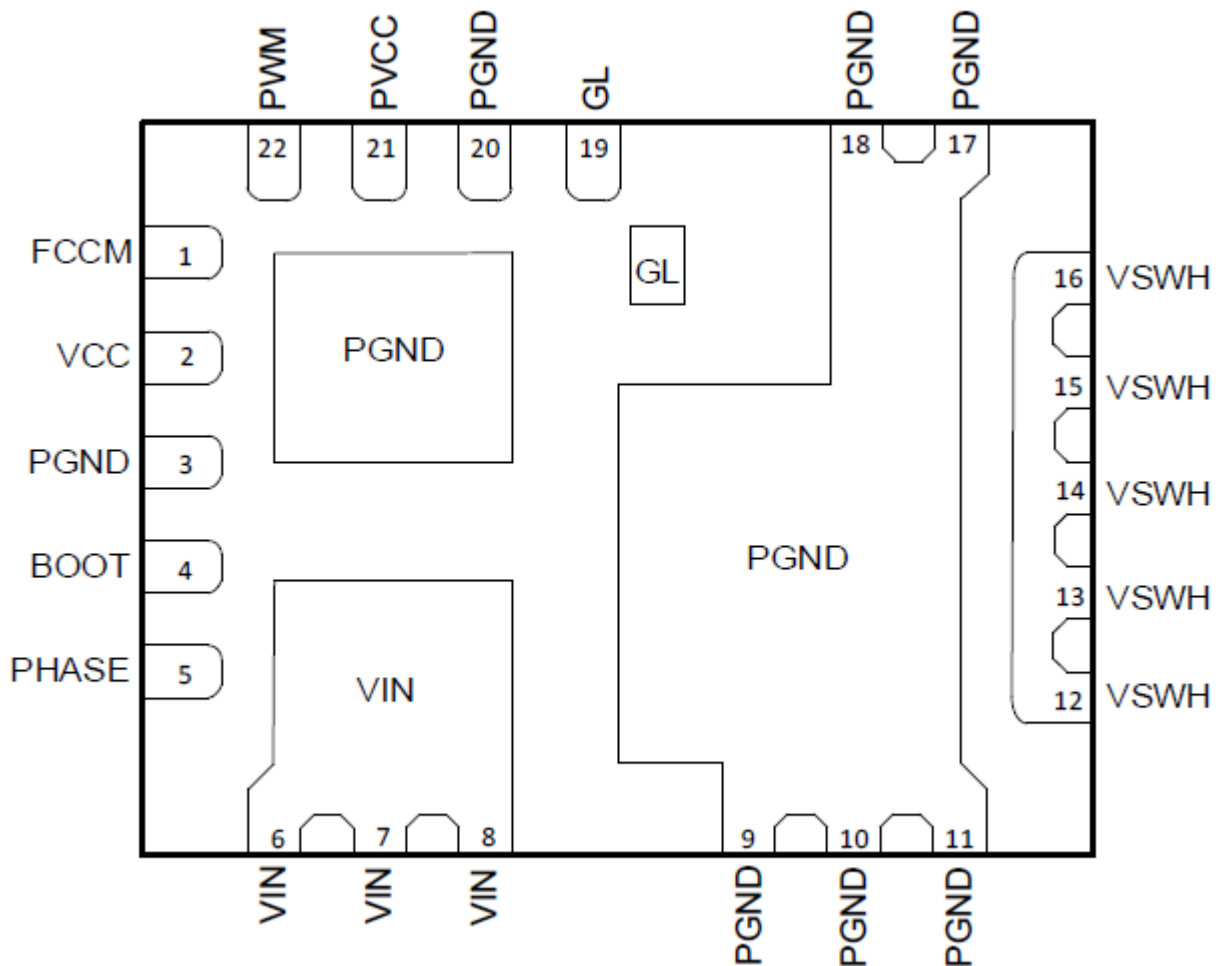 PWM
PVCC
PGND
GL
PGND
PGND
22
21
20
19
18
17
FCCM
1
GL
16
VSWH
VCC
2
PGND
15
VSWH
PGND
3
14
VSWH
BOOT
4
PGND
13
VSWH
PHASE
5
VIN
12
VSWH
6
7
8
9
10
11
VIN
VIN
VIN
PGND
PGND
PGND